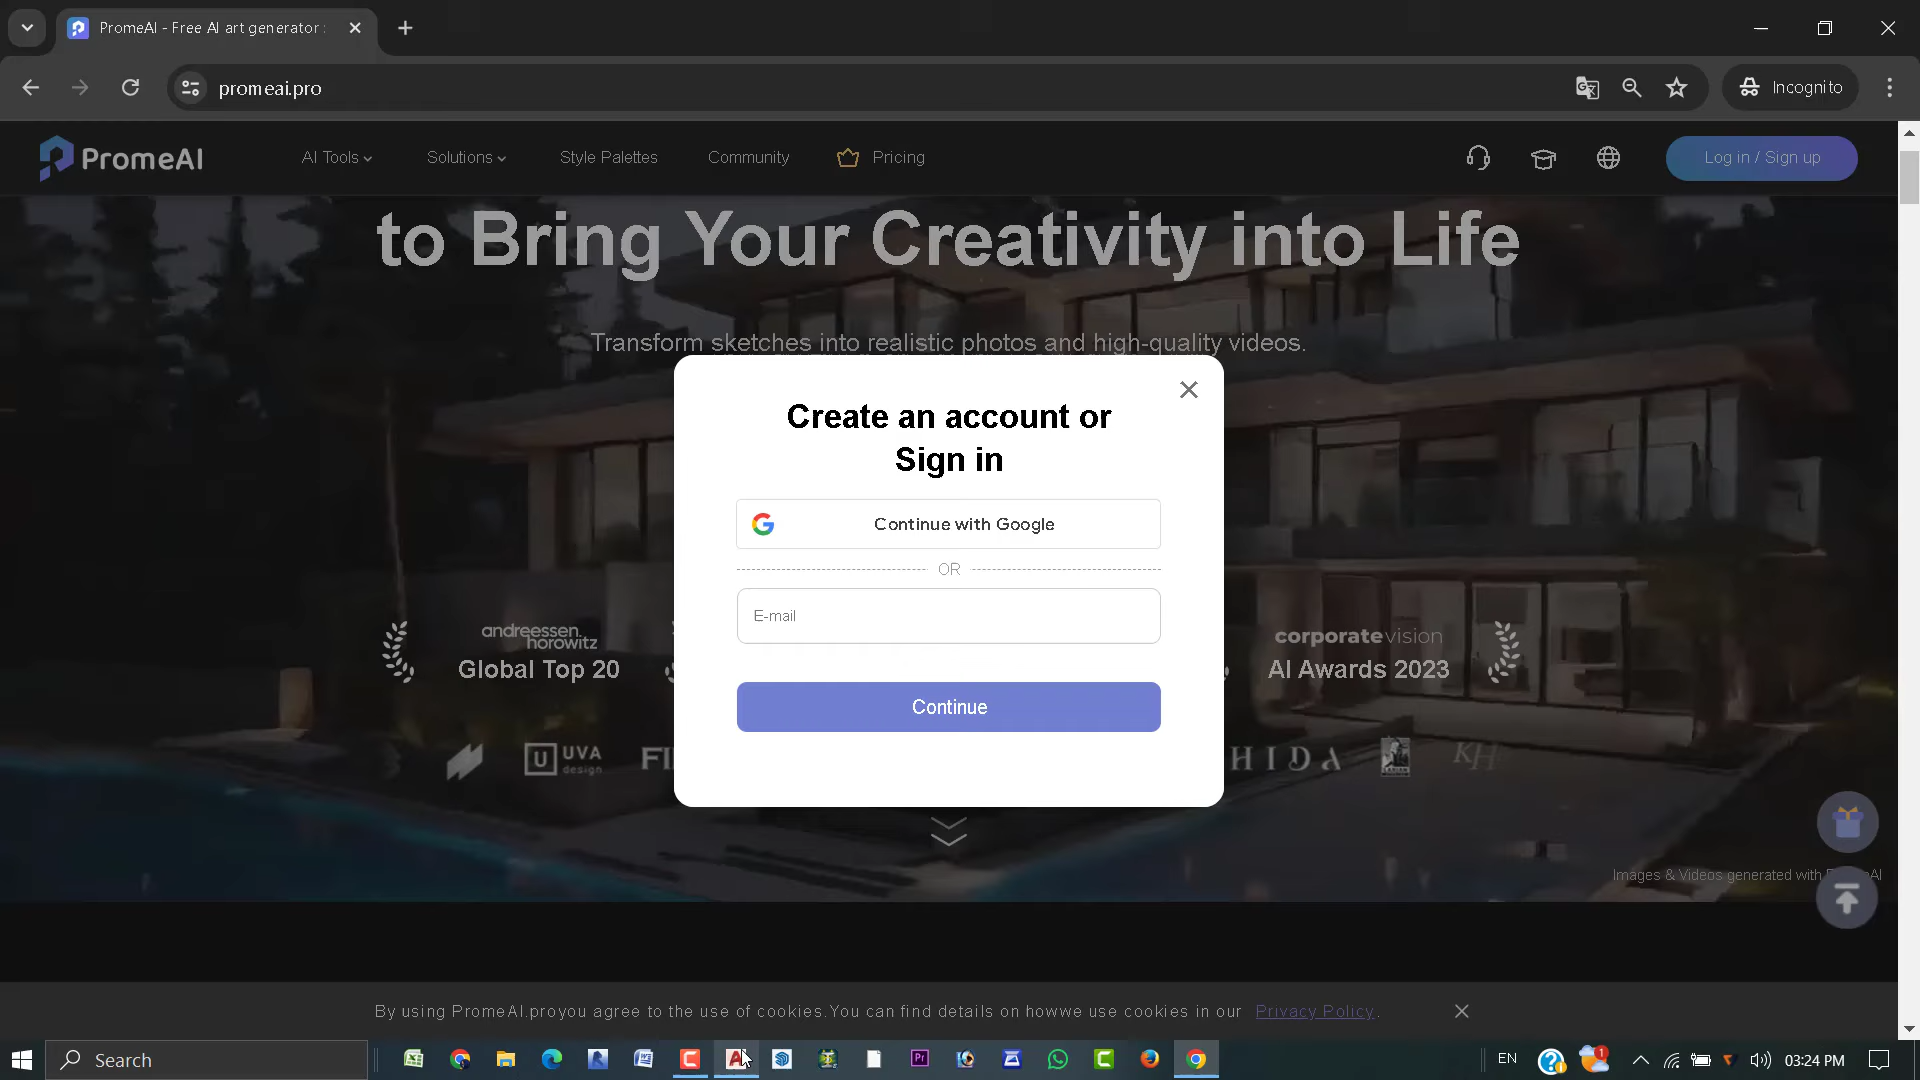 PromeAI - Free AI art generator :
promeai.pro
Incognito
PromeAI
AI Tools
Solutions
Style Palettes
Community
Pricing
Log in / Sign up
to Bring Your Creativity into Life
Transform sketches into realistic photos and high-quality videos.
Create an account or
Sign in
Continue with Google
OR
E-mail
Continue
andreessen.
horowitz
Global Top 20
corporatevision
AI Awards 2023
UVA
design
HIDA
KH
Images & Videos generated with
By using PromeAI.proyou agree to the use of cookies.You can find details on howwe use cookies in our Privacy Policy.
Search
EN
1
03:24 PM